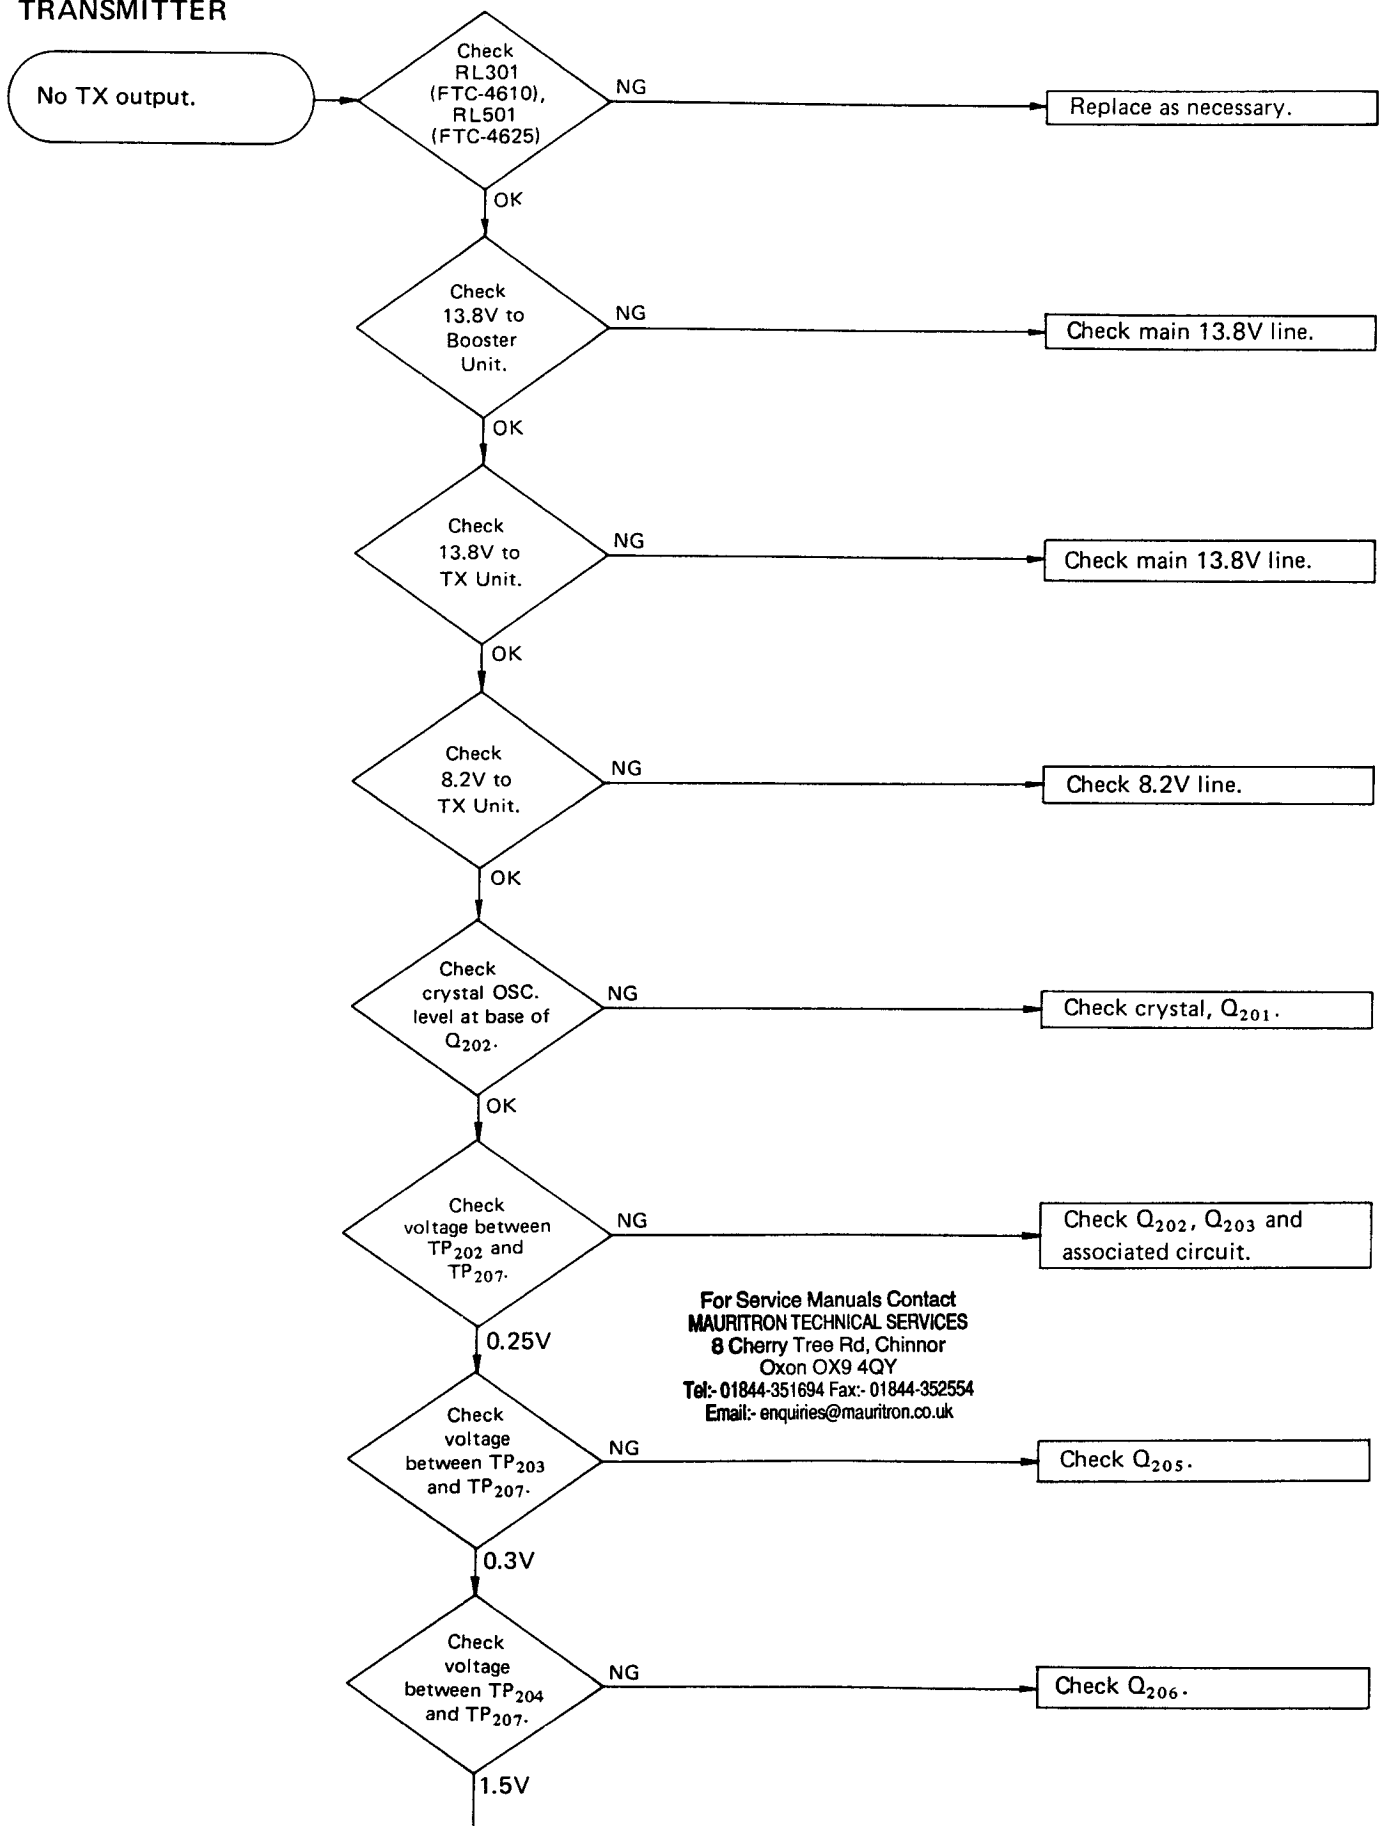 TRANSMITTER
No TX output.
Check
RL301
(FTC-4610),
RL501
(FTC-4625)
NG
Replace as necessary.
OK
Check
13.8V to
Booster
Unit.
NG
Check main 13.8V line.
OK
Check
13.8V to
TX Unit.
NG
Check main 13.8V line.
OK
Check
8.2V to
TX Unit.
NG
Check 8.2V line.
OK
Check
crystal OSC.
level at base of
Q202.
NG
Check crystal, Q201.
OK
Check
voltage between
TP202 and
TP207.
NG
Check Q202, Q203 and
associated circuit.
0.25V
For Service Manuals Contact
MAURITRON TECHNICAL SERVICES
8 Cherry Tree Rd, Chinnor
Oxon OX9 4QY
Tel:- 01844-351694 Fax:- 01844-352554
Email:- enquiries@mauritron.co.uk
Check
voltage
between TP203
and TP207.
NG
Check Q205.
0.3V
Check
voltage
between TP204
and TP207.
NG
Check Q206.
1.5V